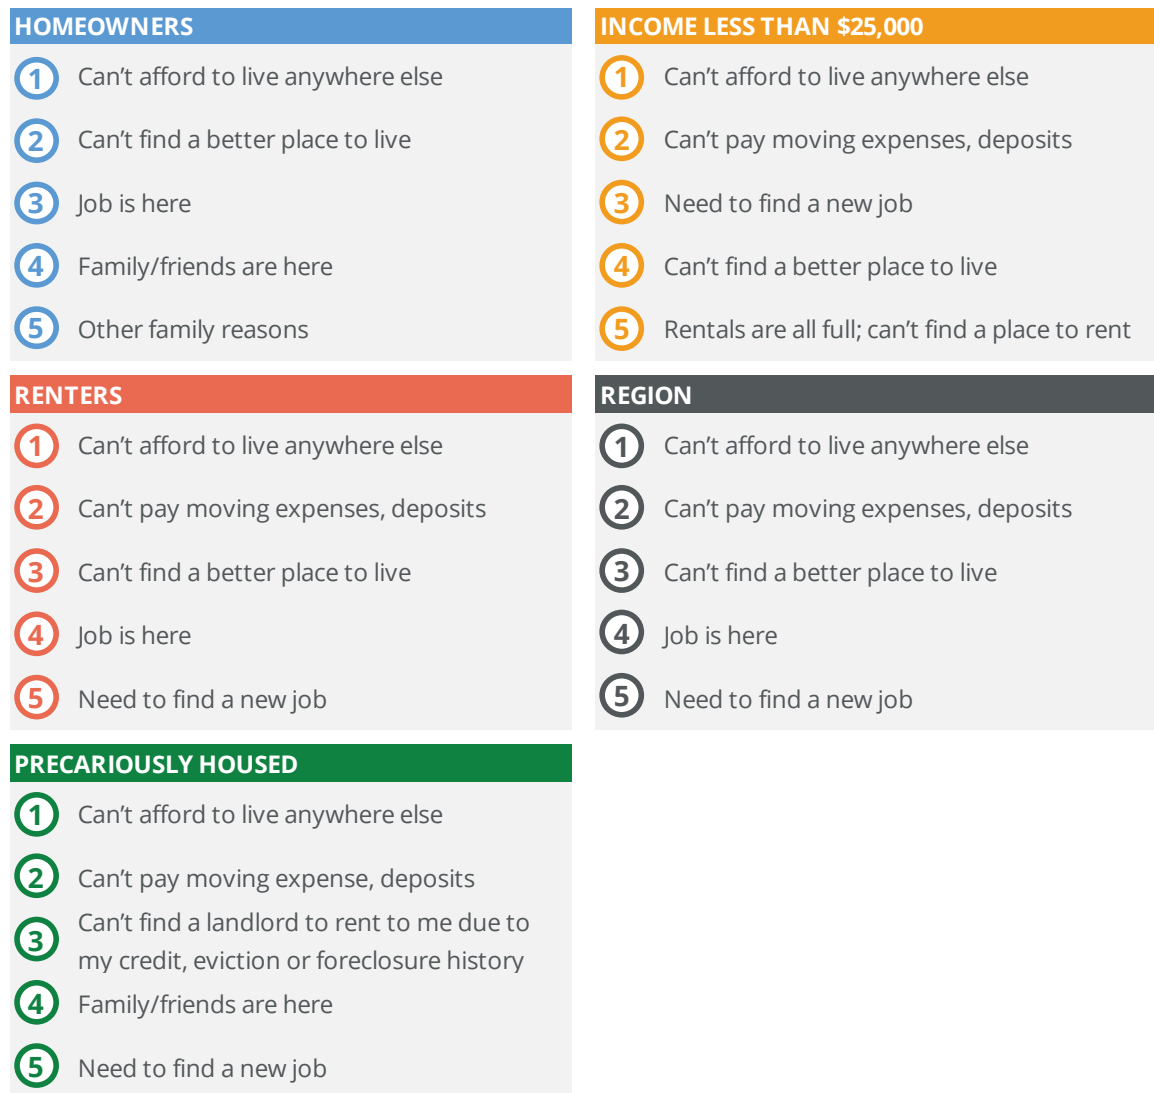 HOMEOWNERS
1 Can’t afford to live anywhere else
2 Can’t find a better place to live
3 Job is here
4 Family/friends are here
5 Other family reasons
INCOME LESS THAN $25,000
1 Can’t afford to live anywhere else
2 Can’t pay moving expenses, deposits
3 Need to find a new job
4 Can’t find a better place to live
5 Rentals are all full; can’t find a place to rent
RENTERS
1 Can’t afford to live anywhere else
2 Can’t pay moving expenses, deposits
3 Can’t find a better place to live
4 Job is here
5 Need to find a new job
REGION
1 Can’t afford to live anywhere else
2 Can’t pay moving expenses, deposits
3 Can’t find a better place to live
4 Job is here
5 Need to find a new job
PRECARIOUSLY HOUSED
1 Can’t afford to live anywhere else
2 Can’t pay moving expense, deposits
3 Can’t find a landlord to rent to me due to
my credit, eviction or foreclosure history
4 Family/friends are here
5 Need to find a new job